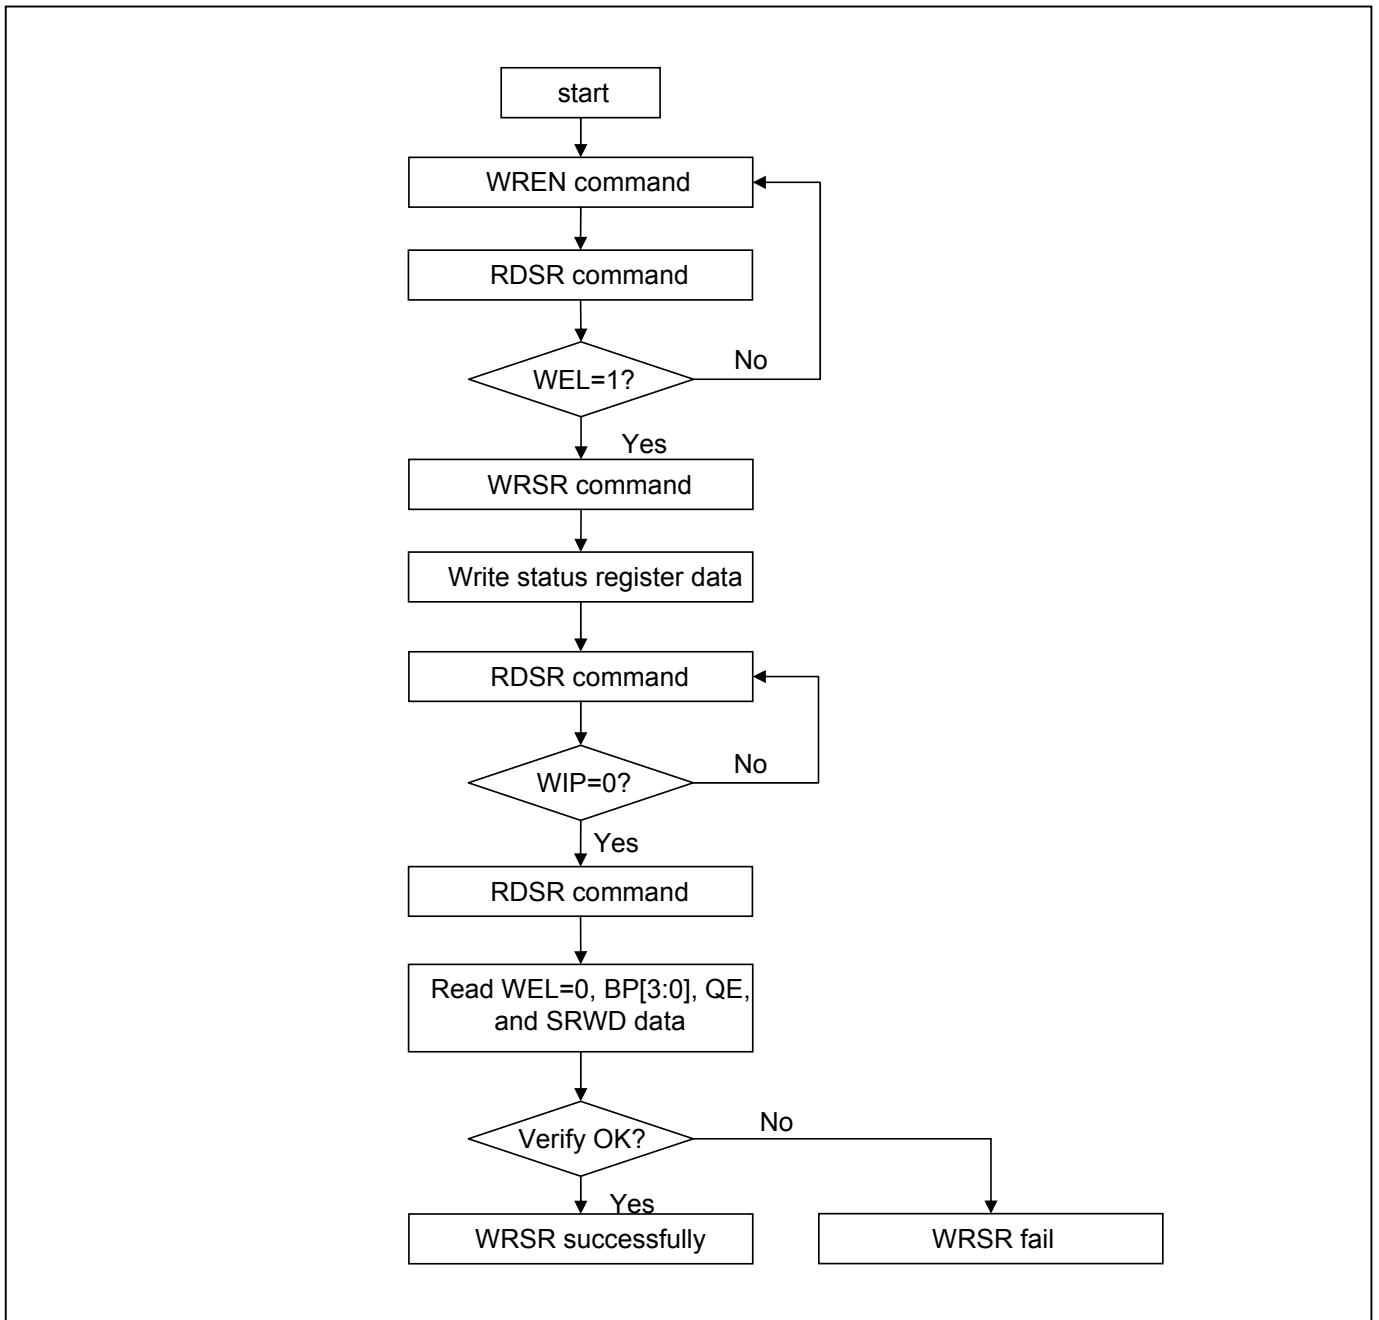 start
WREN command
RDSR command
WEL=1?
No
Yes
WRSR command
Write status register data
RDSR command
WIP=0?
No
Yes
RDSR command
Read WEL=0, BP[3:0], QE,
and SRWD data
Verify OK?
No
Yes
WRSR successfully
WRSR fail